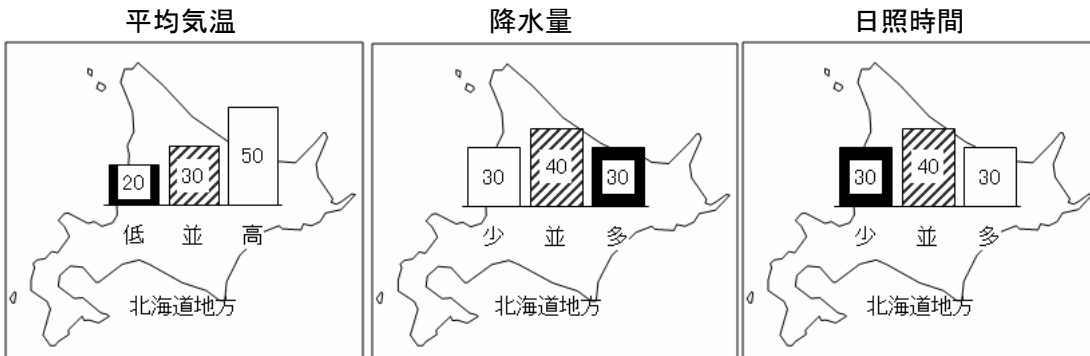 平均気温
20 30 50
低 並 高
北海道地方
降水量
30 40 30
少 並 多
北海道地方
日照時間
30 40 30
少 並 多
北海道地方